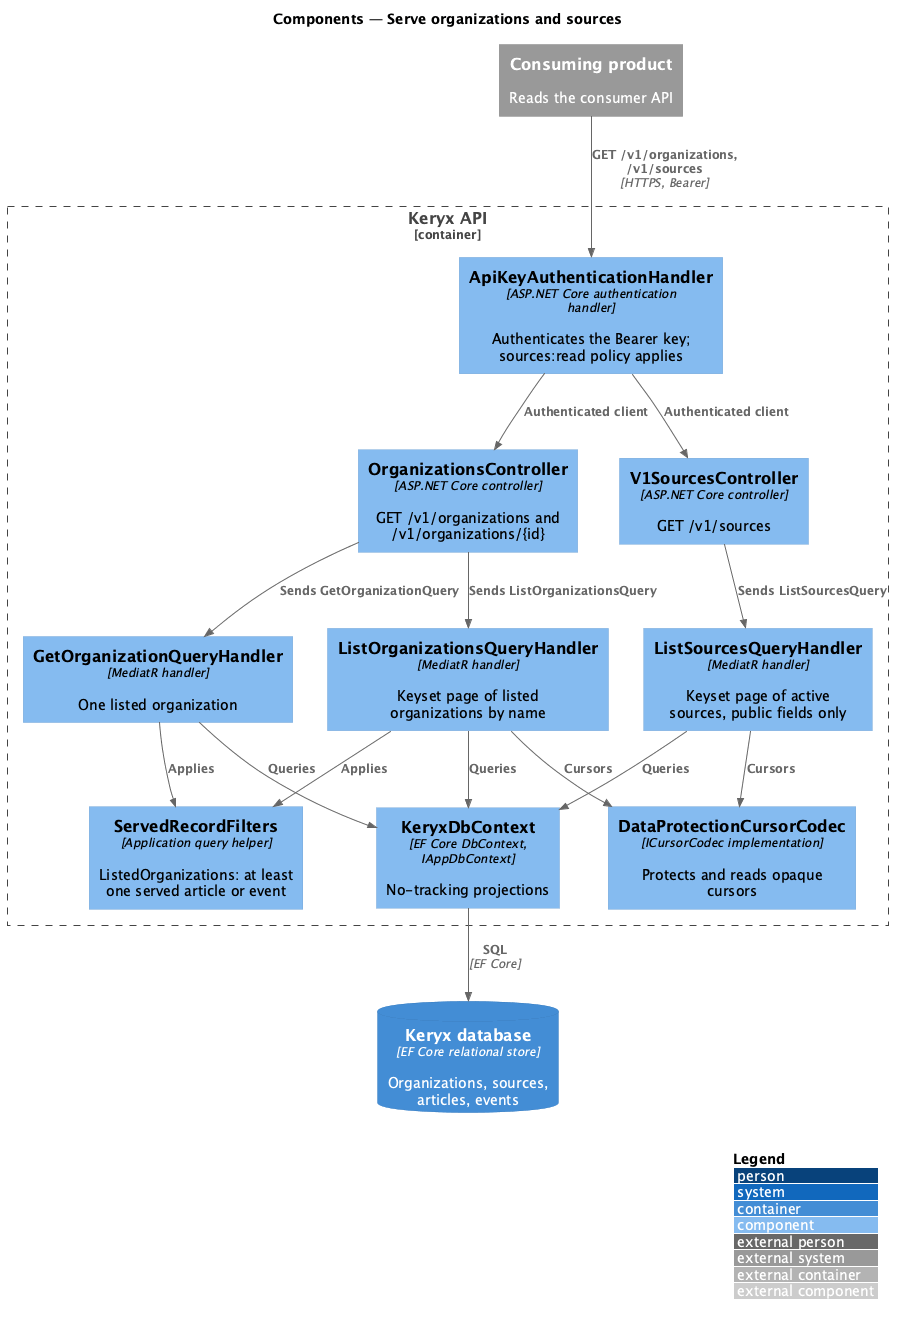 Components — Serve organizations and sources
Consuming product
Reads the consumer API
GET /v1/organizations,
/v1/sources
[HTTPS, Bearer]
Keryx API
[container]
ApiKeyAuthenticationHandler
[ASP.NET Core authentication
handler]
Authenticates the Bearer key;
sources:read policy applies
Authenticated client
Authenticated client
OrganizationsController
[ASP.NET Core controller]
GET /v1/organizations and
/v1/organizations/{id}
V1SourcesController
[ASP.NET Core controller]
GET /v1/sources
Sends GetOrganizationQuery
Sends ListOrganizationsQuery
Sends ListSourcesQuery
GetOrganizationQueryHandler
[MediatR handler]
One listed organization
ListOrganizationsQueryHandler
[MediatR handler]
Keyset page of listed
organizations by name
ListSourcesQueryHandler
[MediatR handler]
Keyset page of active
sources, public fields only
Applies
Queries
Applies
Queries
Cursors
Queries
Cursors
ServedRecordFilters
[Application query helper]
ListedOrganizations: at least
one served article or event
KeryxDbContext
[EF Core DbContext,
IAppDbContext]
No-tracking projections
DataProtectionCursorCodec
[ICursorCodec implementation]
Protects and reads opaque
cursors
SQL
[EF Core]
Keryx database
[EF Core relational store]
Organizations, sources,
articles, events
Legend
person
system
container
component
external person
external system
external container
external component